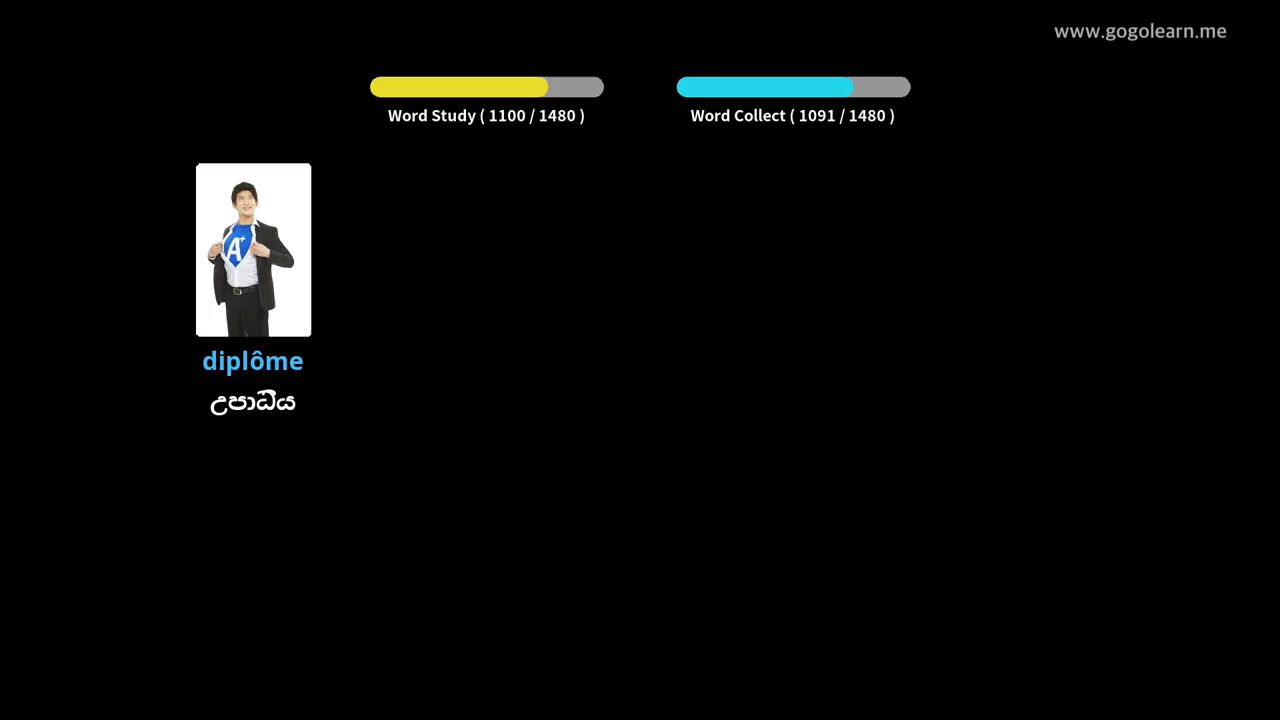 www.gogolearn.me
Word Study ( 1100 / 1480 )
Word Collect ( 1091 / 1480 )
A+
diplôme
උපාධිය